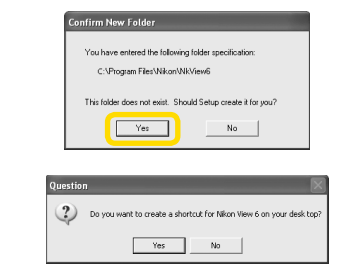 Confirm New Folder
You have entered the following folder specification:
C:\Program Files\Nikon\NkView6
This folder does not exist. Should Setup create it for you?
Yes No
Question
Do you want to create a shortcut for Nikon View 6 on your desk top?
Yes No